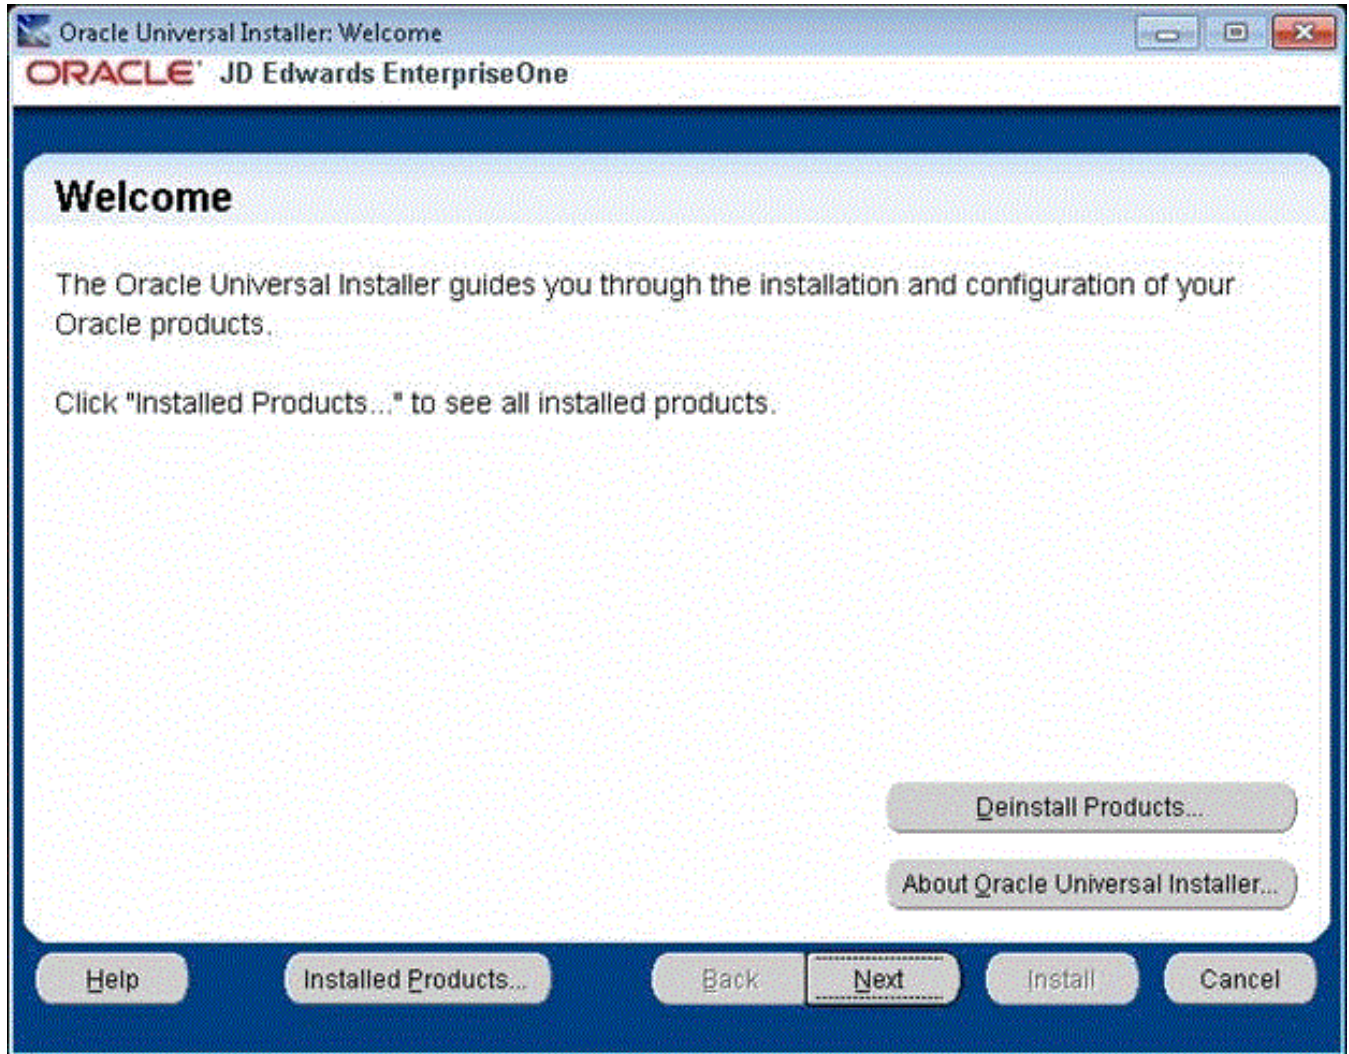 Oracle Universal Installer: Welcome
ORACLE' JD Edwards EnterpriseOne
Welcome
The Oracle Universal Installer guides you through the installation and configuration of your
Oracle products.
Click "Installed Products..." to see all installed products.
Deinstall Products...
About Oracle Universal Installer...
Help Installed Products... Back Next Install Cancel